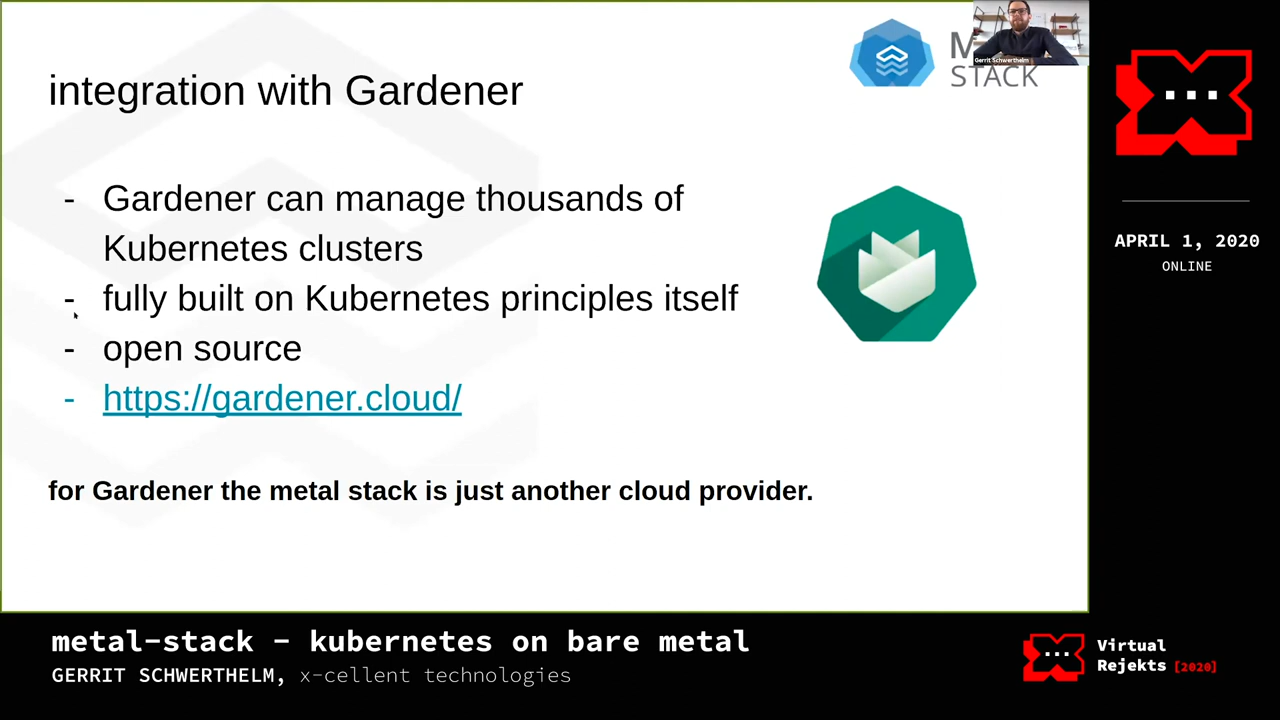 integration with Gardener
M
STACK
Gerrit Schwerthelm
- Gardener can manage thousands of
Kubernetes clusters
- fully built on Kubernetes principles itself
- open source
- https://gardener.cloud/
for Gardener the metal stack is just another cloud provider.
APRIL 1, 2020
ONLINE
metal-stack - kubernetes on bare metal
GERRIT SCHWERTHELM, x-cellent technologies
Virtual
Rejekts [2020]